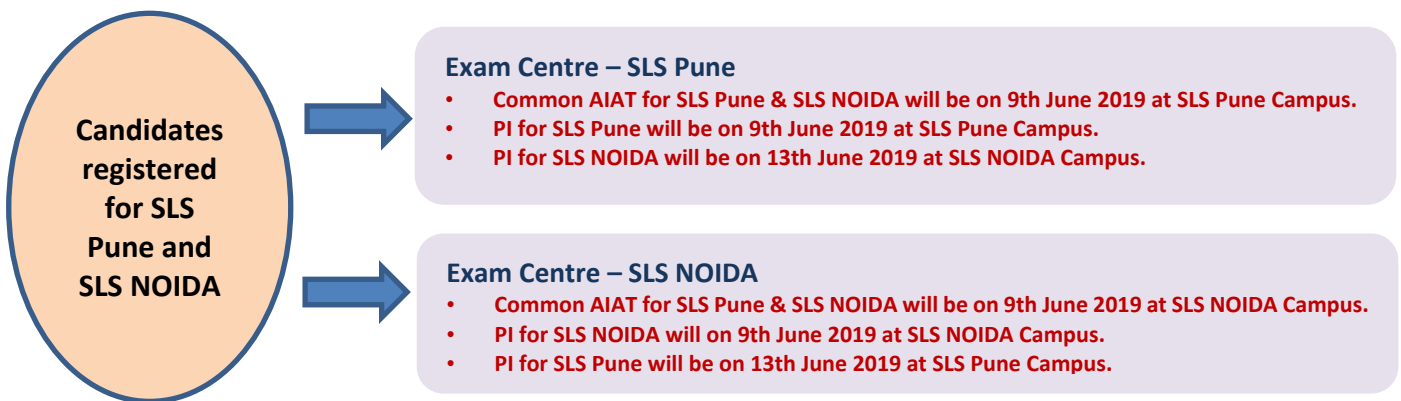 Candidates
registered
for SLS
Pune and
SLS NOIDA
Exam Centre – SLS Pune
• Common AIAT for SLS Pune & SLS NOIDA will be on 9th June 2019 at SLS Pune Campus.
• PI for SLS Pune will be on 9th June 2019 at SLS Pune Campus.
• PI for SLS NOIDA will be on 13th June 2019 at SLS NOIDA Campus.
Exam Centre – SLS NOIDA
• Common AIAT for SLS Pune & SLS NOIDA will be on 9th June 2019 at SLS NOIDA Campus.
• PI for SLS NOIDA will on 9th June 2019 at SLS NOIDA Campus.
• PI for SLS Pune will be on 13th June 2019 at SLS Pune Campus.